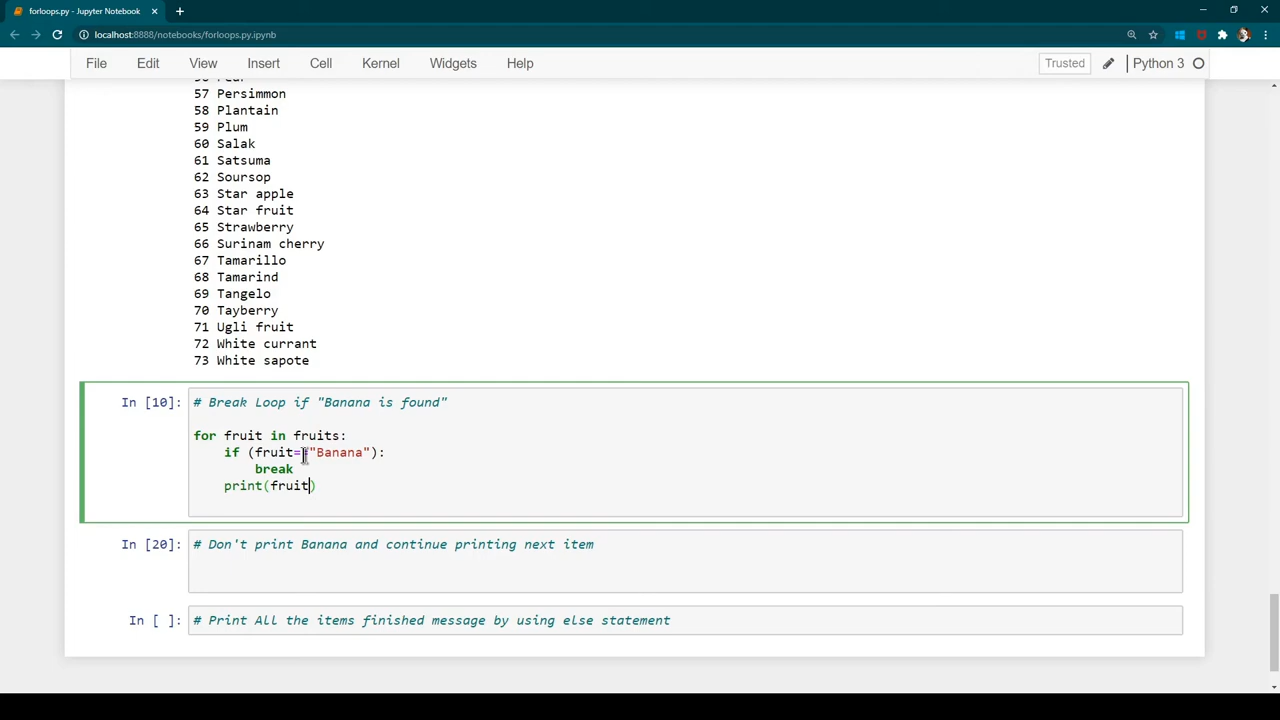 forloops.py - Jupyter Notebook
localhost:8888/notebooks/forloops.py.ipynb
File Edit View Insert Cell Kernel Widgets Help Trusted Python 3
57 Persimmon
58 Plantain
59 Plum
60 Salak
61 Satsuma
62 Soursop
63 Star apple
64 Star fruit
65 Strawberry
66 Surinam cherry
67 Tamarillo
68 Tamarind
69 Tangelo
70 Tayberry
71 Ugli fruit
72 White currant
73 White sapote
In [10]: # Break Loop if "Banana is found"
for fruit in fruits:
if (fruit=="Banana"):
break
print(fruit)
In [20]: # Don't print Banana and continue printing next item
In [ ]: # Print All the items finished message by using else statement